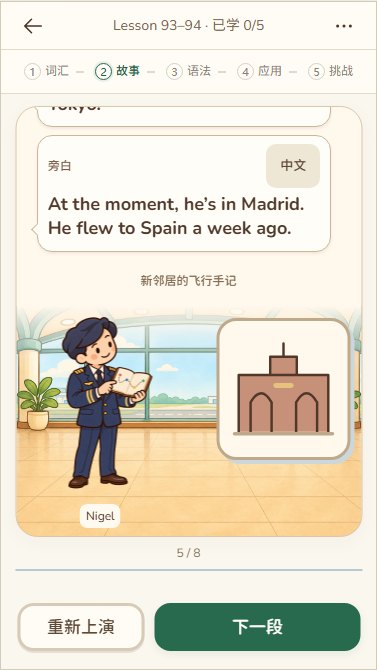 Lesson 93–94 · 已学 0/5
1 词汇 2 故事 3 语法 4 应用 5 挑战
Tokyo.
旁白
中文
At the moment, he's in Madrid.
He flew to Spain a week ago.
新邻居的飞行手记
Nigel
5 / 8
重新上演
下一段